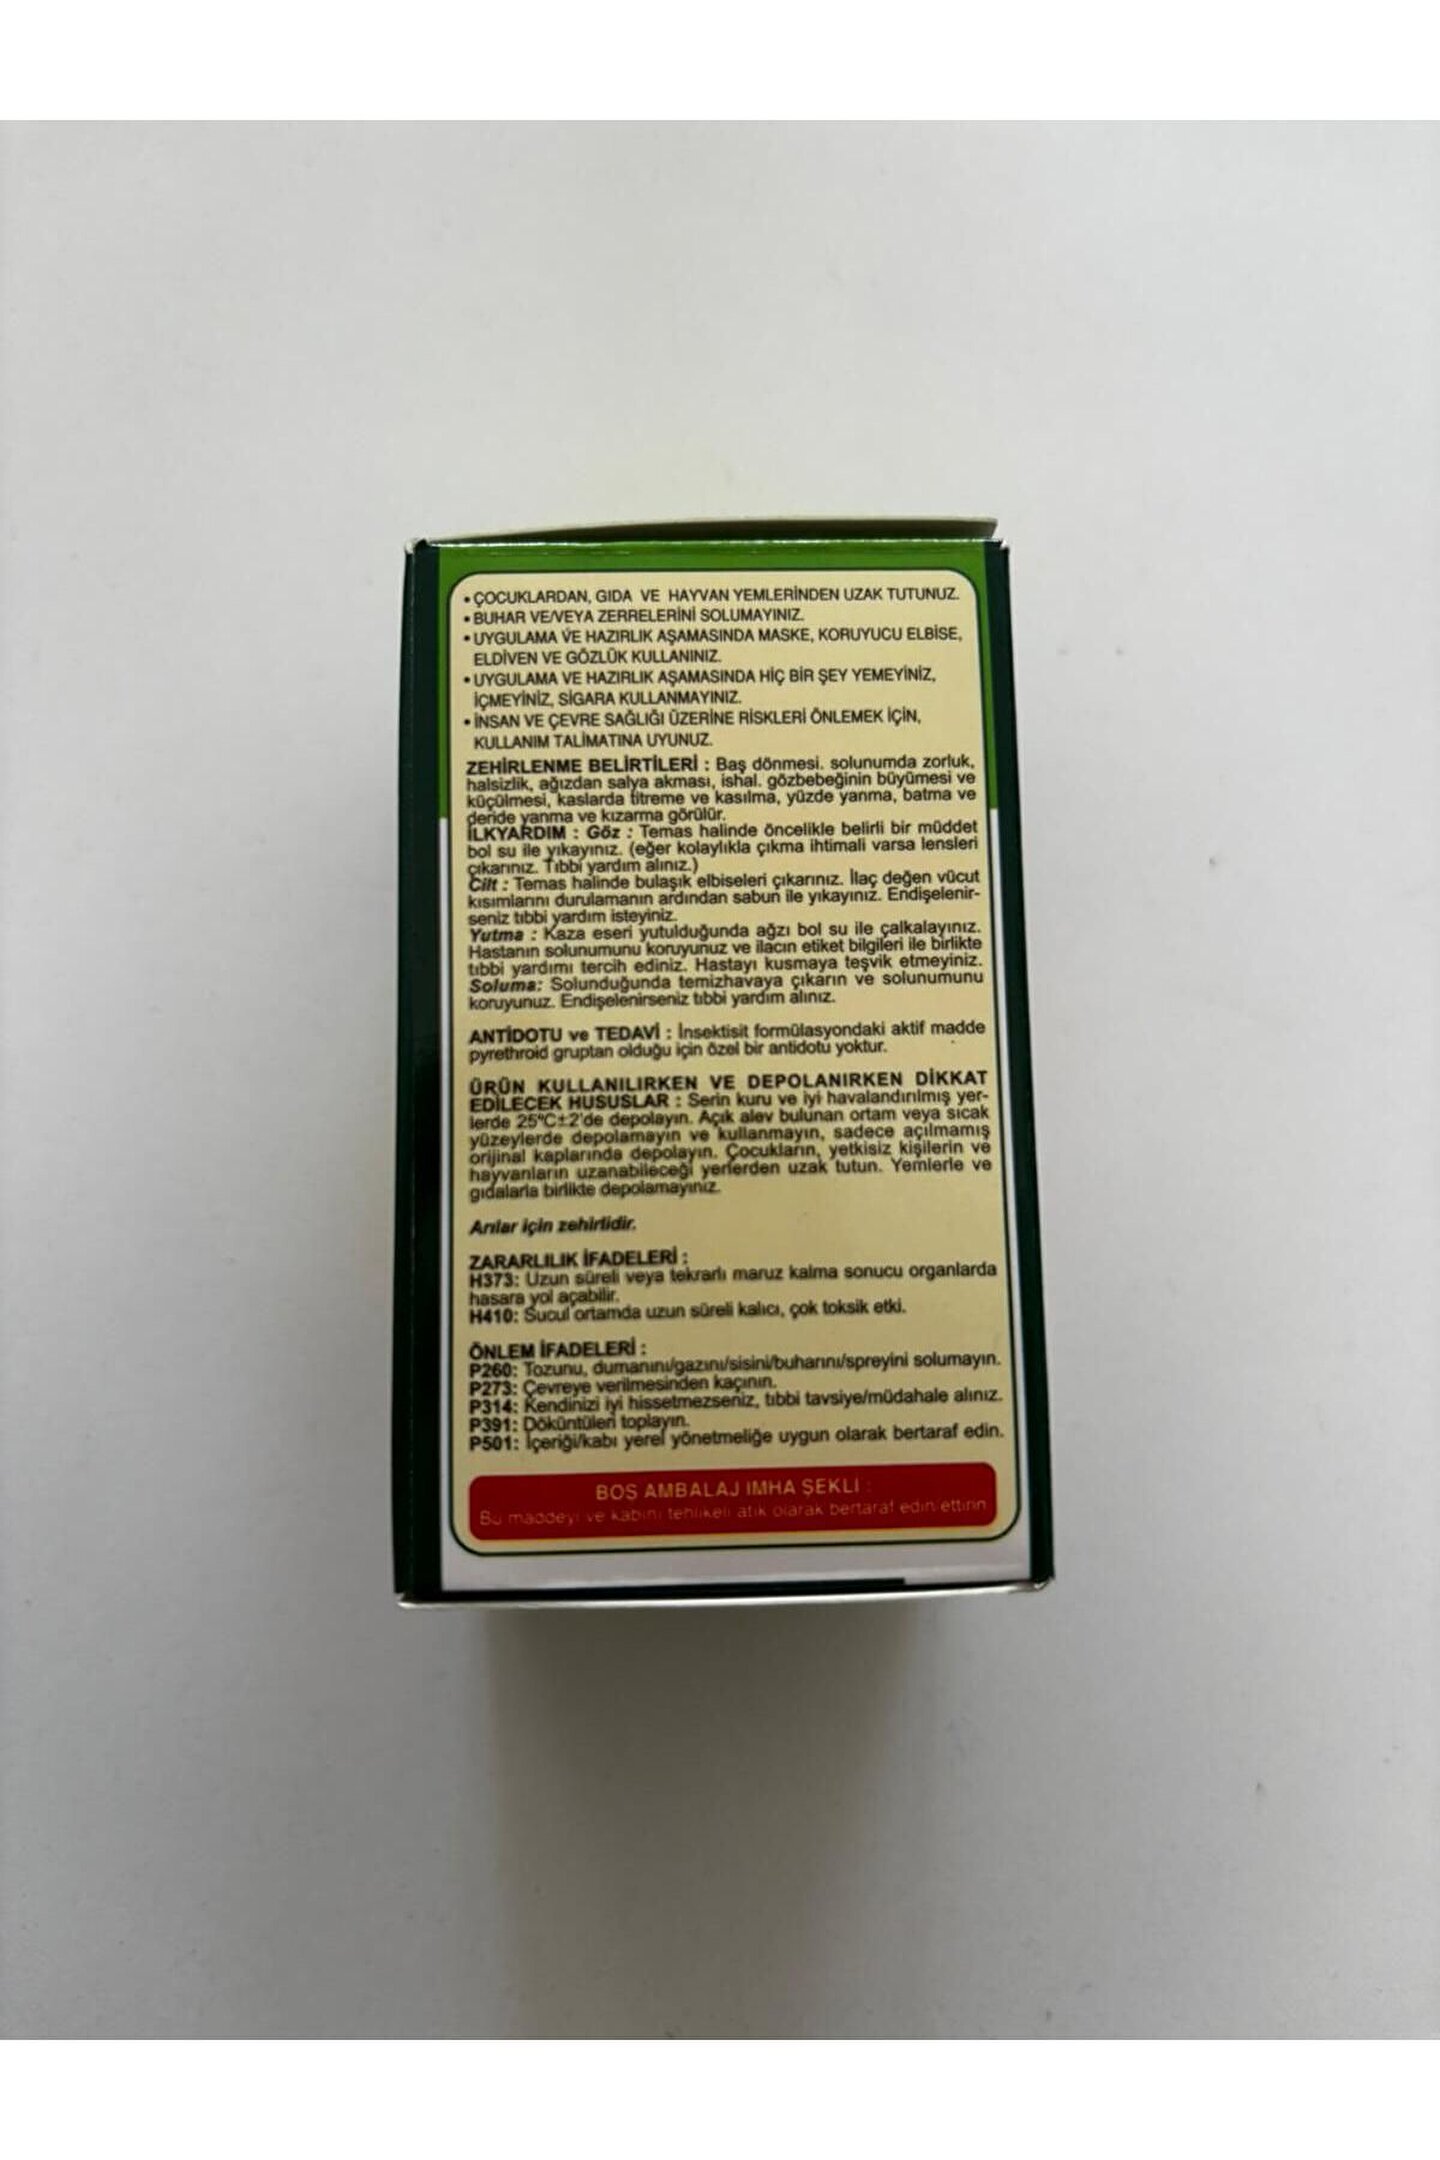 • ÇOCUKLARDAN, GIDA VE HAYVAN YEMLERİNDEN UZAK TUTUNUZ.
• BUHAR VE/VEYA ZERRELERİNİ SOLUMAYINIZ.
• UYGULAMA VE HAZIRLIK AŞAMASINDA MASKE, KORUYUCU ELBİSE,
ELDİVEN VE GÖZLÜK KULLANINIZ.
• UYGULAMA VE HAZIRLIK AŞAMASINDA HİÇ BİR ŞEY YEMEYİNİZ,
İÇMEYİNİZ, SİGARA KULLANMAYINIZ.
• İNSAN VE ÇEVRE SAĞLIĞI ÜZERİNE RİSKLERİ ÖNLEMEK İÇİN,
KULLANIM TALİMATINA UYUNUZ.
ZEHİRLENME BELİRTİLERİ : Baş dönmesi. solunumda zorluk,
halsizlik, ağızdan salya akması, ishal. gözbebeğinin büyümesi ve
küçülmesi, kaslarda titreme ve kasılma, yüzde yanma, batma ve
deride yanma ve kızarma görülür.
İLKYARDIM : Göz : Temas halinde öncelikle belirli bir müddet
bol su ile yıkayınız. (eğer kolaylıkla çıkma ihtimali varsa lensleri
çıkarınız. Tıbbi yardım alınız.)
Cilt : Temas halinde bulaşık elbiseleri çıkarınız. İlaç değen vücut
kısımlarını durulamanın ardından sabun ile yıkayınız. Endişelenir-
seniz tıbbi yardım isteyiniz.
Yutma : Kaza eseri yutulduğunda ağzı bol su ile çalkalayınız.
Hastanın solunumunu koruyunuz ve ilacın etiket bilgileri ile birlikte
tıbbi yardımı tercih ediniz. Hastayı kusmaya teşvik etmeyiniz.
Soluma: Solunduğunda temizhavaya çıkarın ve solunumunu
koruyunuz. Endişelenirseniz tıbbi yardım alınız.
ANTİDOTU ve TEDAVİ : İnsektisit formülasyondaki aktif madde
pyrethroid gruptan olduğu için özel bir antidotu yoktur.
ÜRÜN KULLANILIRKEN VE DEPOLANIRKEN DİKKAT
EDİLECEK HUSUSLAR : Serin kuru ve iyi havalandırılmış yer-
lerde 25ºC±2'de depolayın. Açık alev bulunan ortam veya sıcak
yüzeylerde depolamayın ve kullanmayın, sadece açılmamış
orijinal kaplarında depolayın. Çocukların, yetkisiz kişilerin ve
hayvanların uzanabileceği yerlerden uzak tutun. Yemlerle ve
gıdalarla birlikte depolamayınız.
Arılar için zehirlidir.
ZARARLILIK İFADELERİ :
H373: Uzun süreli veya tekrarlı maruz kalma sonucu organlarda
hasara yol açabilir.
H410: Sucul ortamda uzun süreli kalıcı, çok toksik etki.
ÖNLEM İFADELERİ :
P260: Tozunu, dumanını/gazını/sisini/buharını/spreyini solumayın.
P273: Çevreye verilmesinden kaçının.
P314: Kendinizi iyi hissetmezseniz, tıbbi tavsiye/müdahale alınız.
P391: Döküntüleri toplayın.
P501: İçeriği/kabı yerel yönetmeliğe uygun olarak bertaraf edin.
BOŞ AMBALAJ IMHA ŞEKLI :
Bu maddeyi ve kabını tehlikeli atık olarak bertaraf edin/ettirin